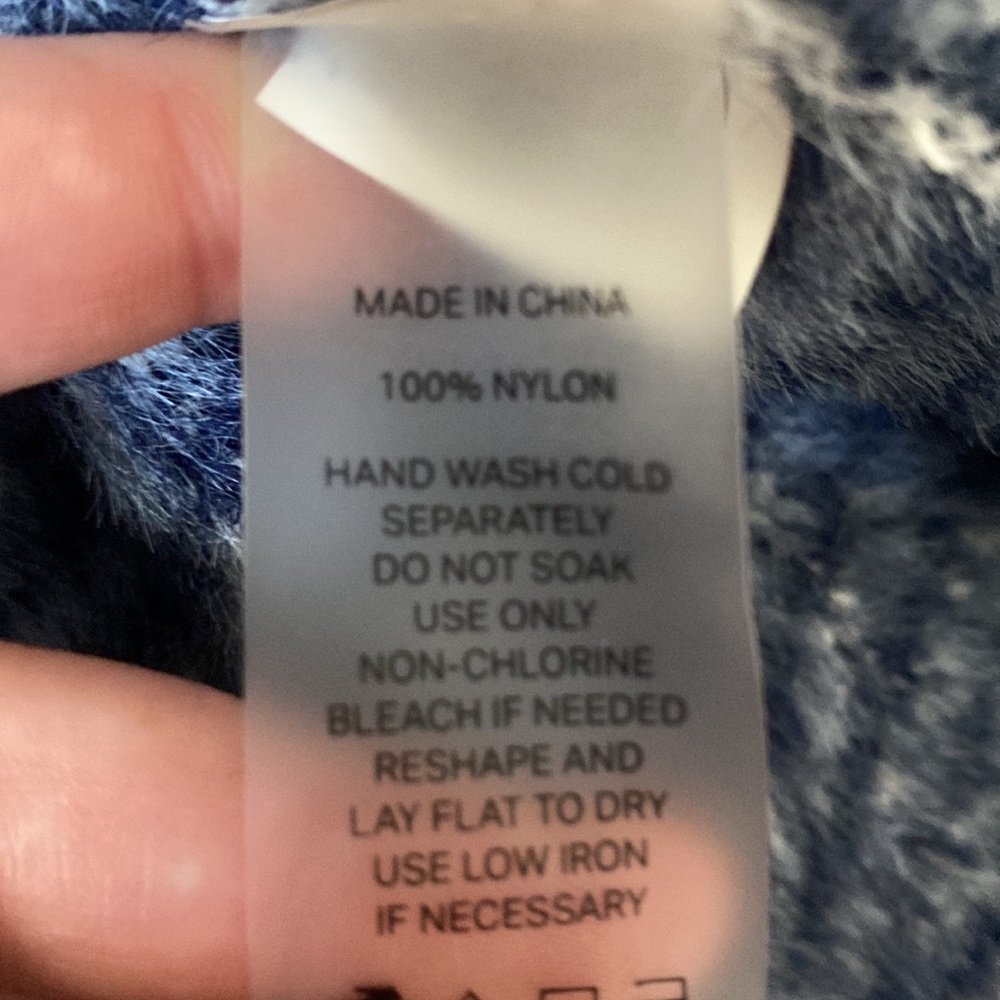 MADE IN CHINA
100% NYLON
HAND WASH COLD
SEPARATELY
DO NOT SOAK
USE ONLY
NON-CHLORINE
BLEACH IF NEEDED
RESHAPE AND
LAY FLAT TO DRY
USE LOW IRON
IF NECESSARY